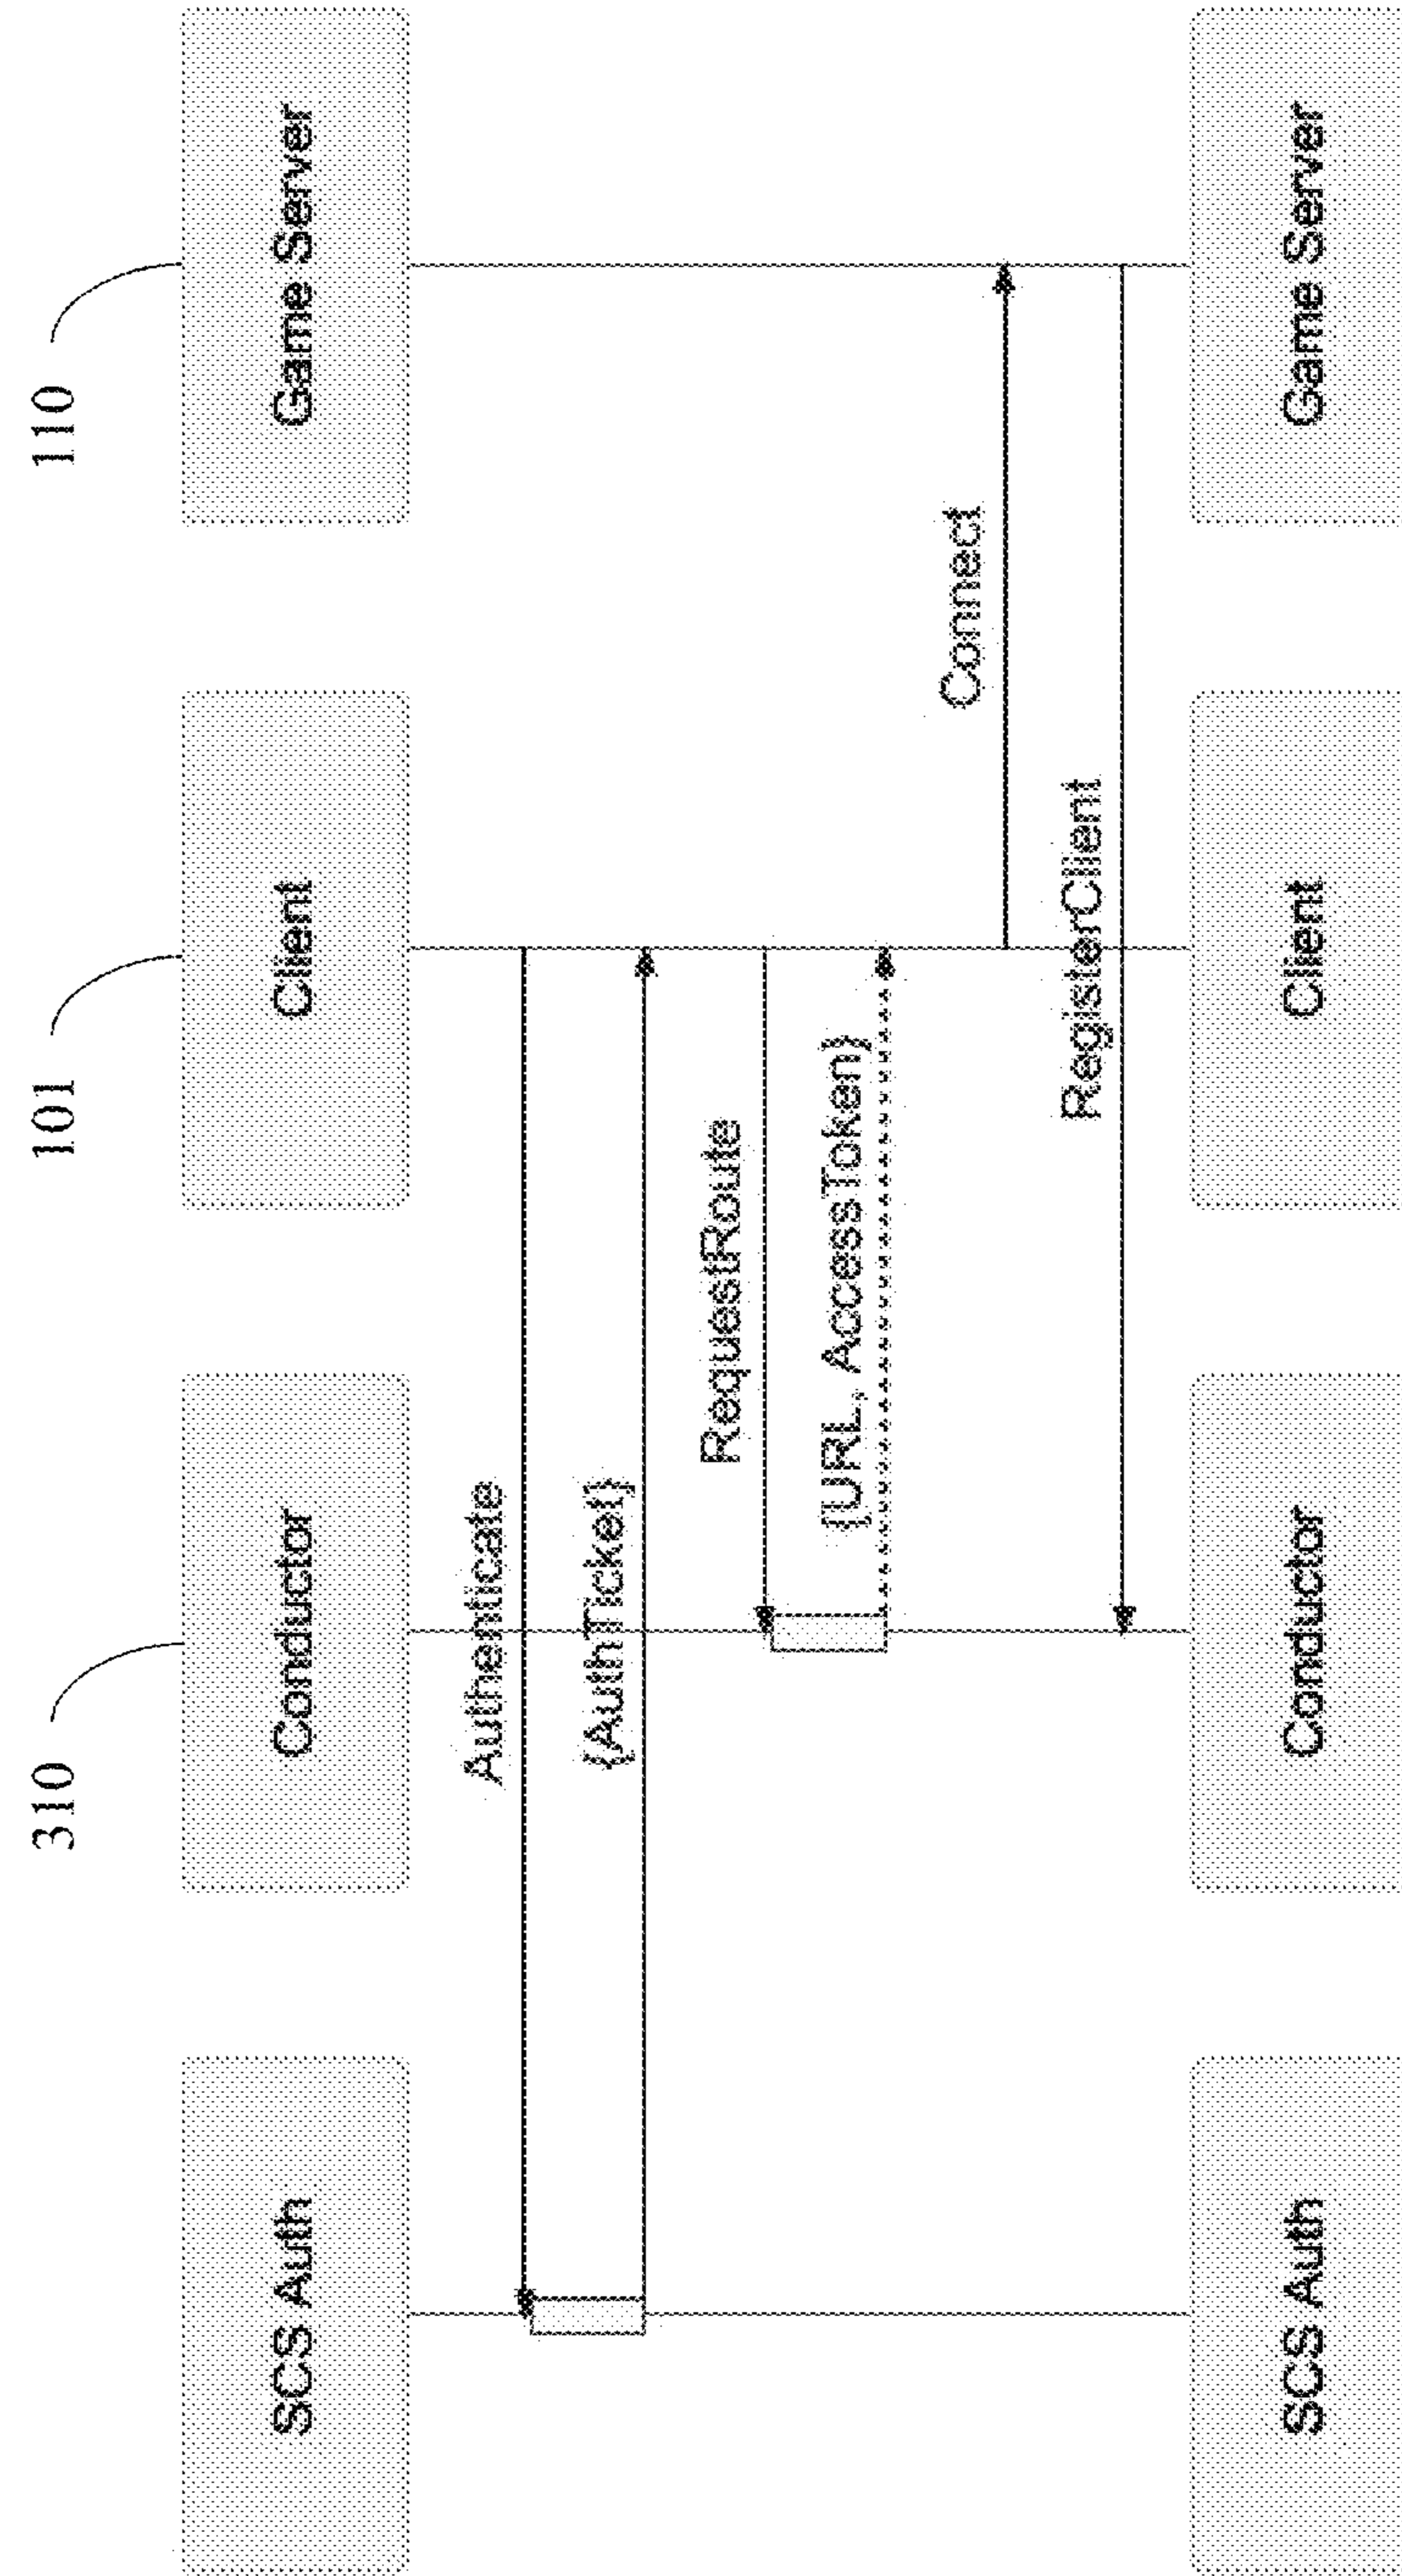 310
101
110
SCS Auth
Conductor
Client
Game Server
Authenticate
{AuthTicket}
RequestRoute
{URL, AccessToken}
Connect
RegisterClient
SCS Auth
Conductor
Client
Game Server